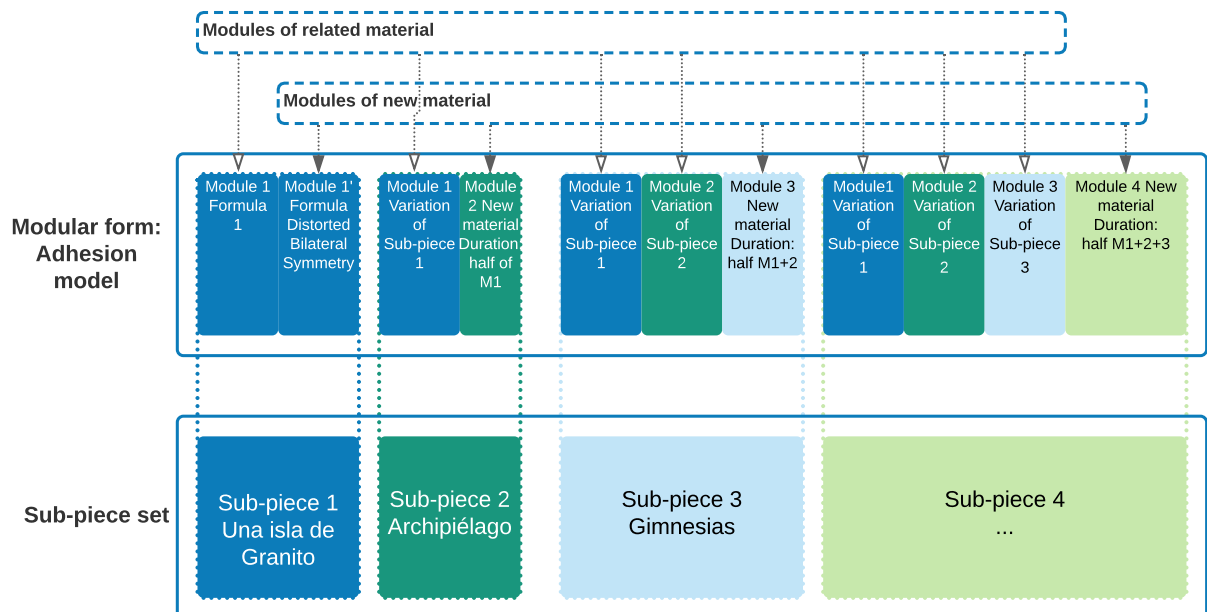 Modules of related material
Modules of new material
Modular form:
Adhesion
model
Module 1
Formula
1
Module 1'
Formula
Distorted
Bilateral
Symmetry
Module 1
Variation
of
Sub-piece
1
Module
2 New
material
Duration:
half of
M1
Module 1
Variation
of
Sub-piece
1
Module 2
Variation
of
Sub-piece
2
Module 3
New
material
Duration:
half M1+2
Module1
Variation
of
Sub-piece
1
Module 2
Variation
of
Sub-piece
2
Module 3
Variation
of
Sub-piece
3
Module 4 New
material
Duration:
half M1+2+3
Sub-piece set
Sub-piece 1
Una isla de
Granito
Sub-piece 2
Archipiélago
Sub-piece 3
Gimnesias
Sub-piece 4
...